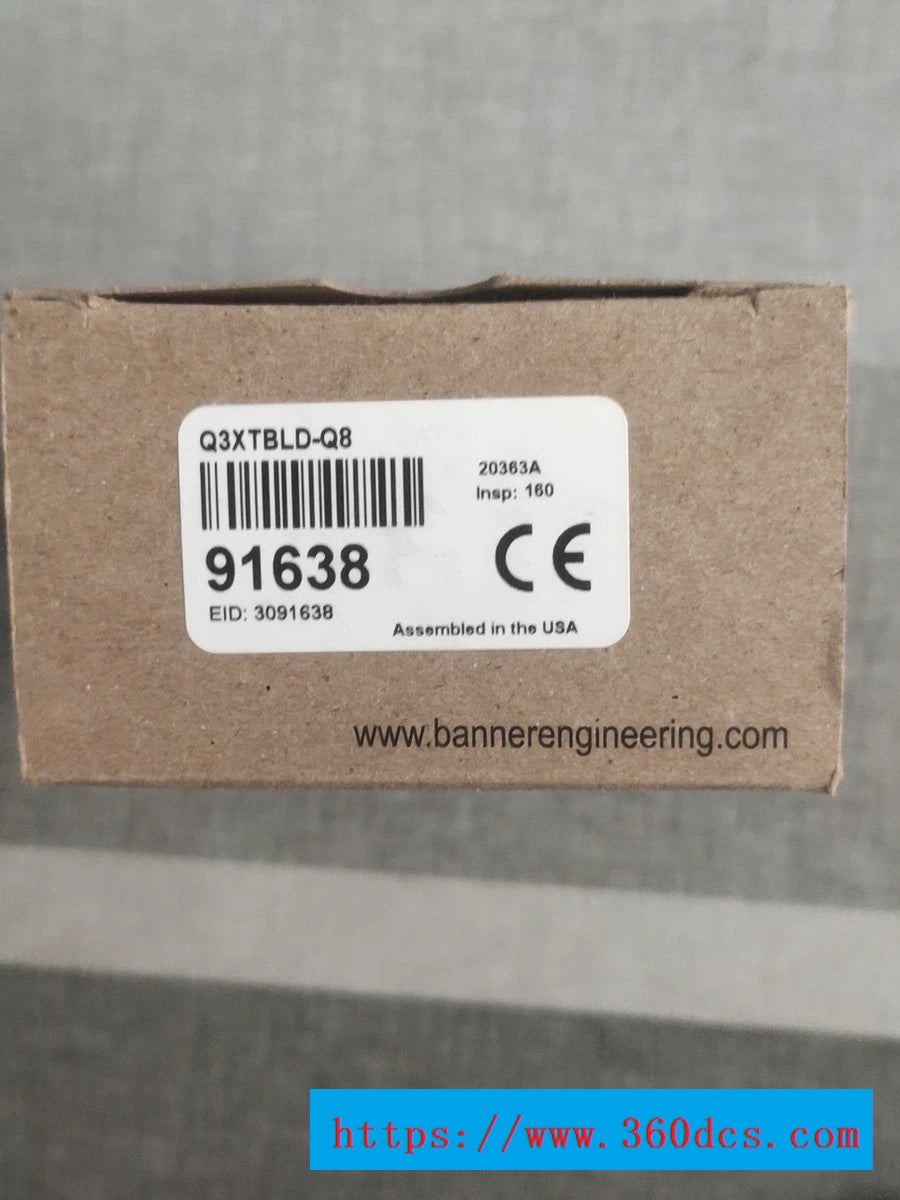 Q3XTBLD-Q8
20363A
Insp: 160
91638
CE
EID: 3091638
Assembled in the USA
www.bannerengineering.com
https://www.360dcs.com